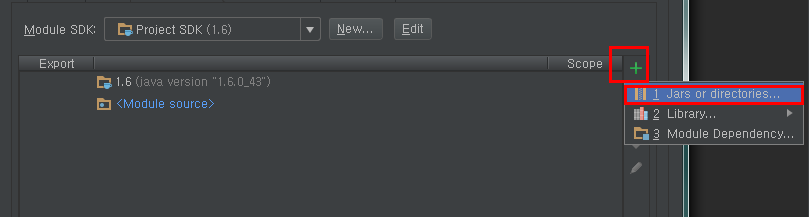 Module SDK: Project SDK (1.6) New... Edit
Export Scope
1.6 (java version "1.6.0_43")
<Module source>
1 Jars or directories...
2 Library...
3 Module Dependency...